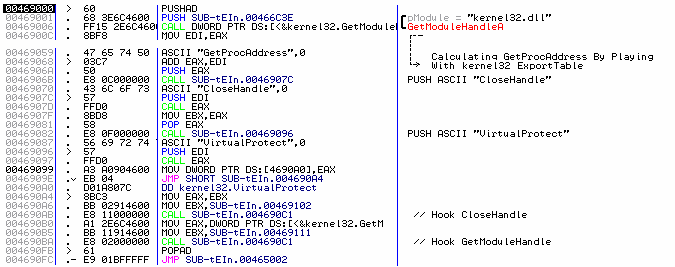 00469000 > 60 PUSHAD
00469001 . 68 3E6C4600 PUSH SUB-tEIn.00466C3E pModule = "kernel32.dll"
00469006 . FF15 2E6C4600 CALL DWORD PTR DS:[<&kernel32.GetModule GetModuleHandleA
0046900C . 8BF8 MOV EDI,EAX
00469059 . 47 65 74 50 ASCII "GetProcAddress",0 Calculating GetProcAddress By Playing
00469068 > 03C7 ADD EAX,EDI With kernel32 ExportTable
0046906A . 50 PUSH EAX
0046906B . E8 0C000000 CALL SUB-tEIn.0046907C PUSH ASCII "CloseHandle"
00469070 . 43 6C 6F 73 ASCII "CloseHandle",0
0046907C > 57 PUSH EDI
0046907D . FFD0 CALL EAX
0046907F . 8BD8 MOV EBX,EAX
00469081 . 58 POP EAX
00469082 . E8 0F000000 CALL SUB-tEIn.00469096 PUSH ASCII "VirtualProtect"
00469087 . 56 69 72 74 ASCII "VirtualProtect",0
00469096 > 57 PUSH EDI
00469097 . FFD0 CALL EAX
00469099 . A3 A0904600 MOV DWORD PTR DS:[4690A0],EAX
0046909E .v EB 04 JMP SHORT SUB-tEIn.004690A4
004690A0 . D01A807C DD kernel32.VirtualProtect
004690A4 > 8BC3 MOV EAX,EBX
004690A6 . BB 02914600 MOV EBX,SUB-tEIn.00469102
004690AB . E8 11000000 CALL SUB-tEIn.004690C1 // Hook CloseHandle
004690B0 . A1 2E6C4600 MOV EAX,DWORD PTR DS:[<&kernel32.GetM
004690B5 . BB 11914600 MOV EBX,SUB-tEIn.00469111
004690BA . E8 02000000 CALL SUB-tEIn.004690C1 // Hook GetModuleHandle
004690FB > 61 POPAD
004690FC .- E9 01BFFFFF JMP SUB-tEIn.00465002